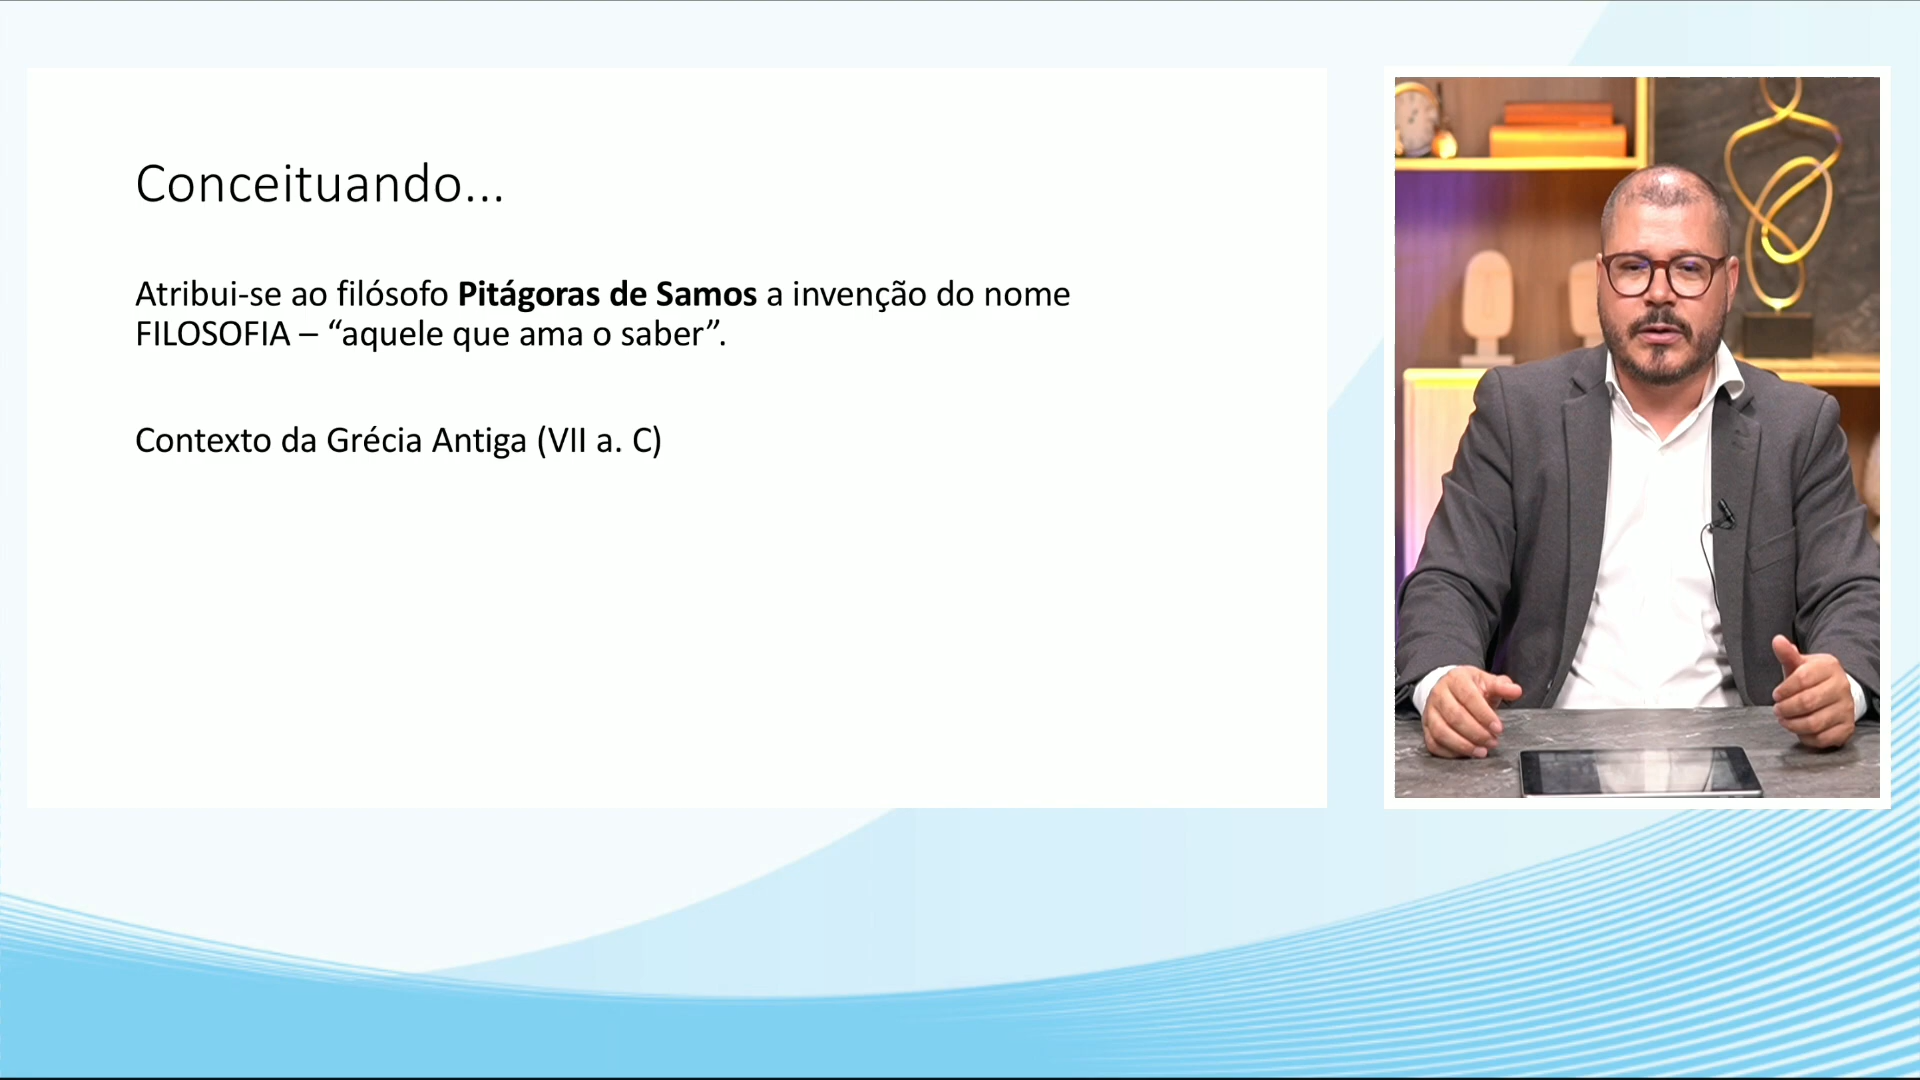 Conceituando...
Atribui-se ao filósofo Pitágoras de Samos a invenção do nome
FILOSOFIA – “aquele que ama o saber”.
Contexto da Grécia Antiga (VII a. C)